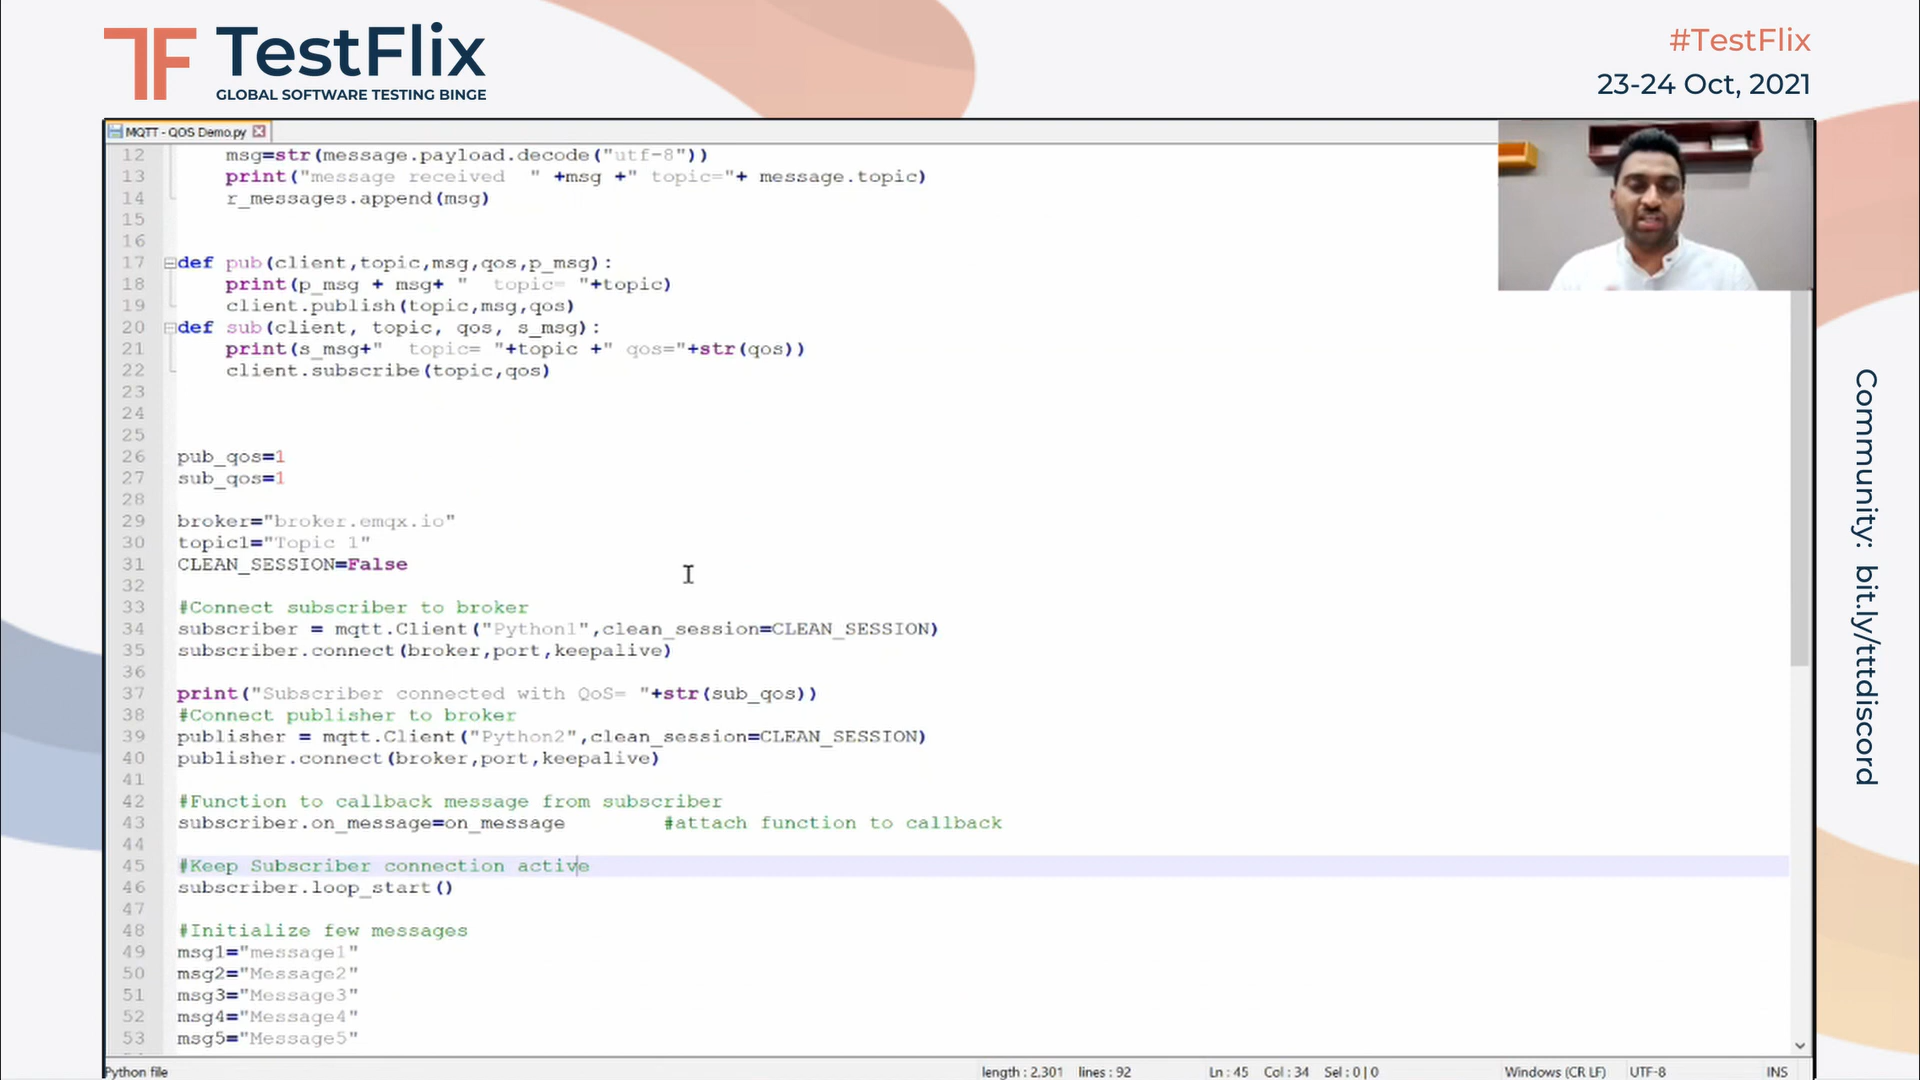 TF TestFlix
GLOBAL SOFTWARE TESTING BINGE
#TestFlix
23-24 Oct, 2021
MQTT - QOS Demo.py
12 msg=str(message.payload.decode("utf-8"))
13 print("message received  " +msg +" topic="+ message.topic)
14 r_messages.append(msg)
15
16
17 def pub(client,topic,msg,qos,p_msg):
18 print(p_msg + msg+ "  topic= "+topic)
19 client.publish(topic,msg,qos)
20 def sub(client, topic, qos, s_msg):
21 print(s_msg+"  topic= "+topic +" qos="+str(qos))
22 client.subscribe(topic,qos)
23
24
25
26 pub_qos=1
27 sub_qos=1
28
29 broker="broker.emqx.io"
30 topic1="Topic 1"
31 CLEAN_SESSION=False
32
33 #Connect subscriber to broker
34 subscriber = mqtt.Client("Python1",clean_session=CLEAN_SESSION)
35 subscriber.connect(broker,port,keepalive)
36
37 print("Subscriber connected with QoS= "+str(sub_qos))
38 #Connect publisher to broker
39 publisher = mqtt.Client("Python2",clean_session=CLEAN_SESSION)
40 publisher.connect(broker,port,keepalive)
41
42 #Function to callback message from subscriber
43 subscriber.on_message=on_message        #attach function to callback
44
45 #Keep Subscriber connection active
46 subscriber.loop_start()
47
48 #Initialize few messages
49 msg1="message1"
50 msg2="Message2"
51 msg3="Message3"
52 msg4="Message4"
53 msg5="Message5"
Python file length : 2,301 lines : 92 Ln : 45 Col : 34 Sel : 0 | 0 Windows (CR LF) UTF-8 INS
Community: bit.ly/tttdiscord